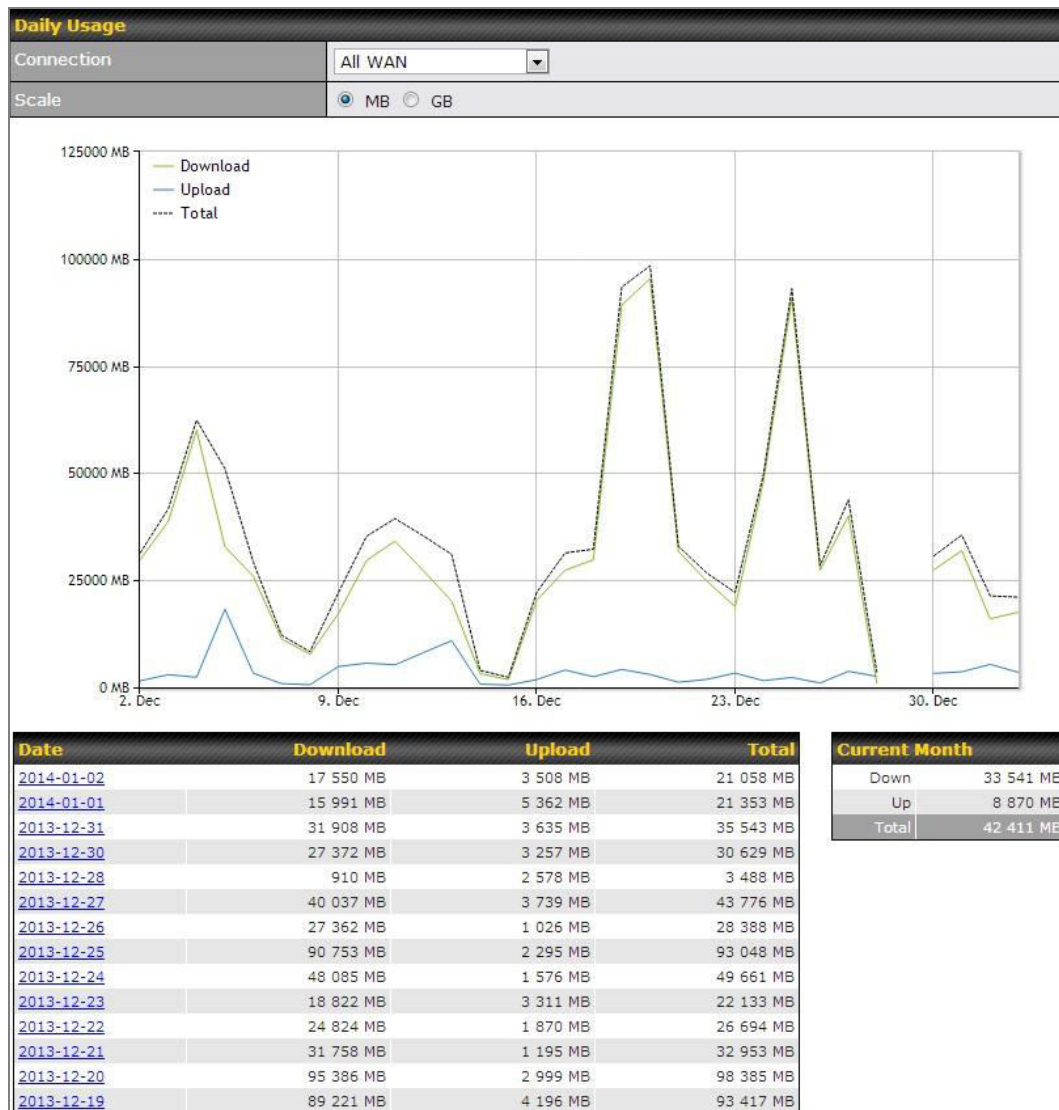 Daily Usage
Connection All WAN
Scale MB GB
125000 MB
Download
Upload
Total
100000 MB
75000 MB
50000 MB
25000 MB
0 MB
2. Dec 9. Dec 16. Dec 23. Dec 30. Dec
Date Download Upload Total
2014-01-02 17 550 MB 3 508 MB 21 058 MB
2014-01-01 15 991 MB 5 362 MB 21 353 MB
2013-12-31 31 908 MB 3 635 MB 35 543 MB
2013-12-30 27 372 MB 3 257 MB 30 629 MB
2013-12-28 910 MB 2 578 MB 3 488 MB
2013-12-27 40 037 MB 3 739 MB 43 776 MB
2013-12-26 27 362 MB 1 026 MB 28 388 MB
2013-12-25 90 753 MB 2 295 MB 93 048 MB
2013-12-24 48 085 MB 1 576 MB 49 661 MB
2013-12-23 18 822 MB 3 311 MB 22 133 MB
2013-12-22 24 824 MB 1 870 MB 26 694 MB
2013-12-21 31 758 MB 1 195 MB 32 953 MB
2013-12-20 95 386 MB 2 999 MB 98 385 MB
2013-12-19 89 221 MB 4 196 MB 93 417 MB
Current Month
Down 33 541 MB
Up 8 870 MB
Total 42 411 MB